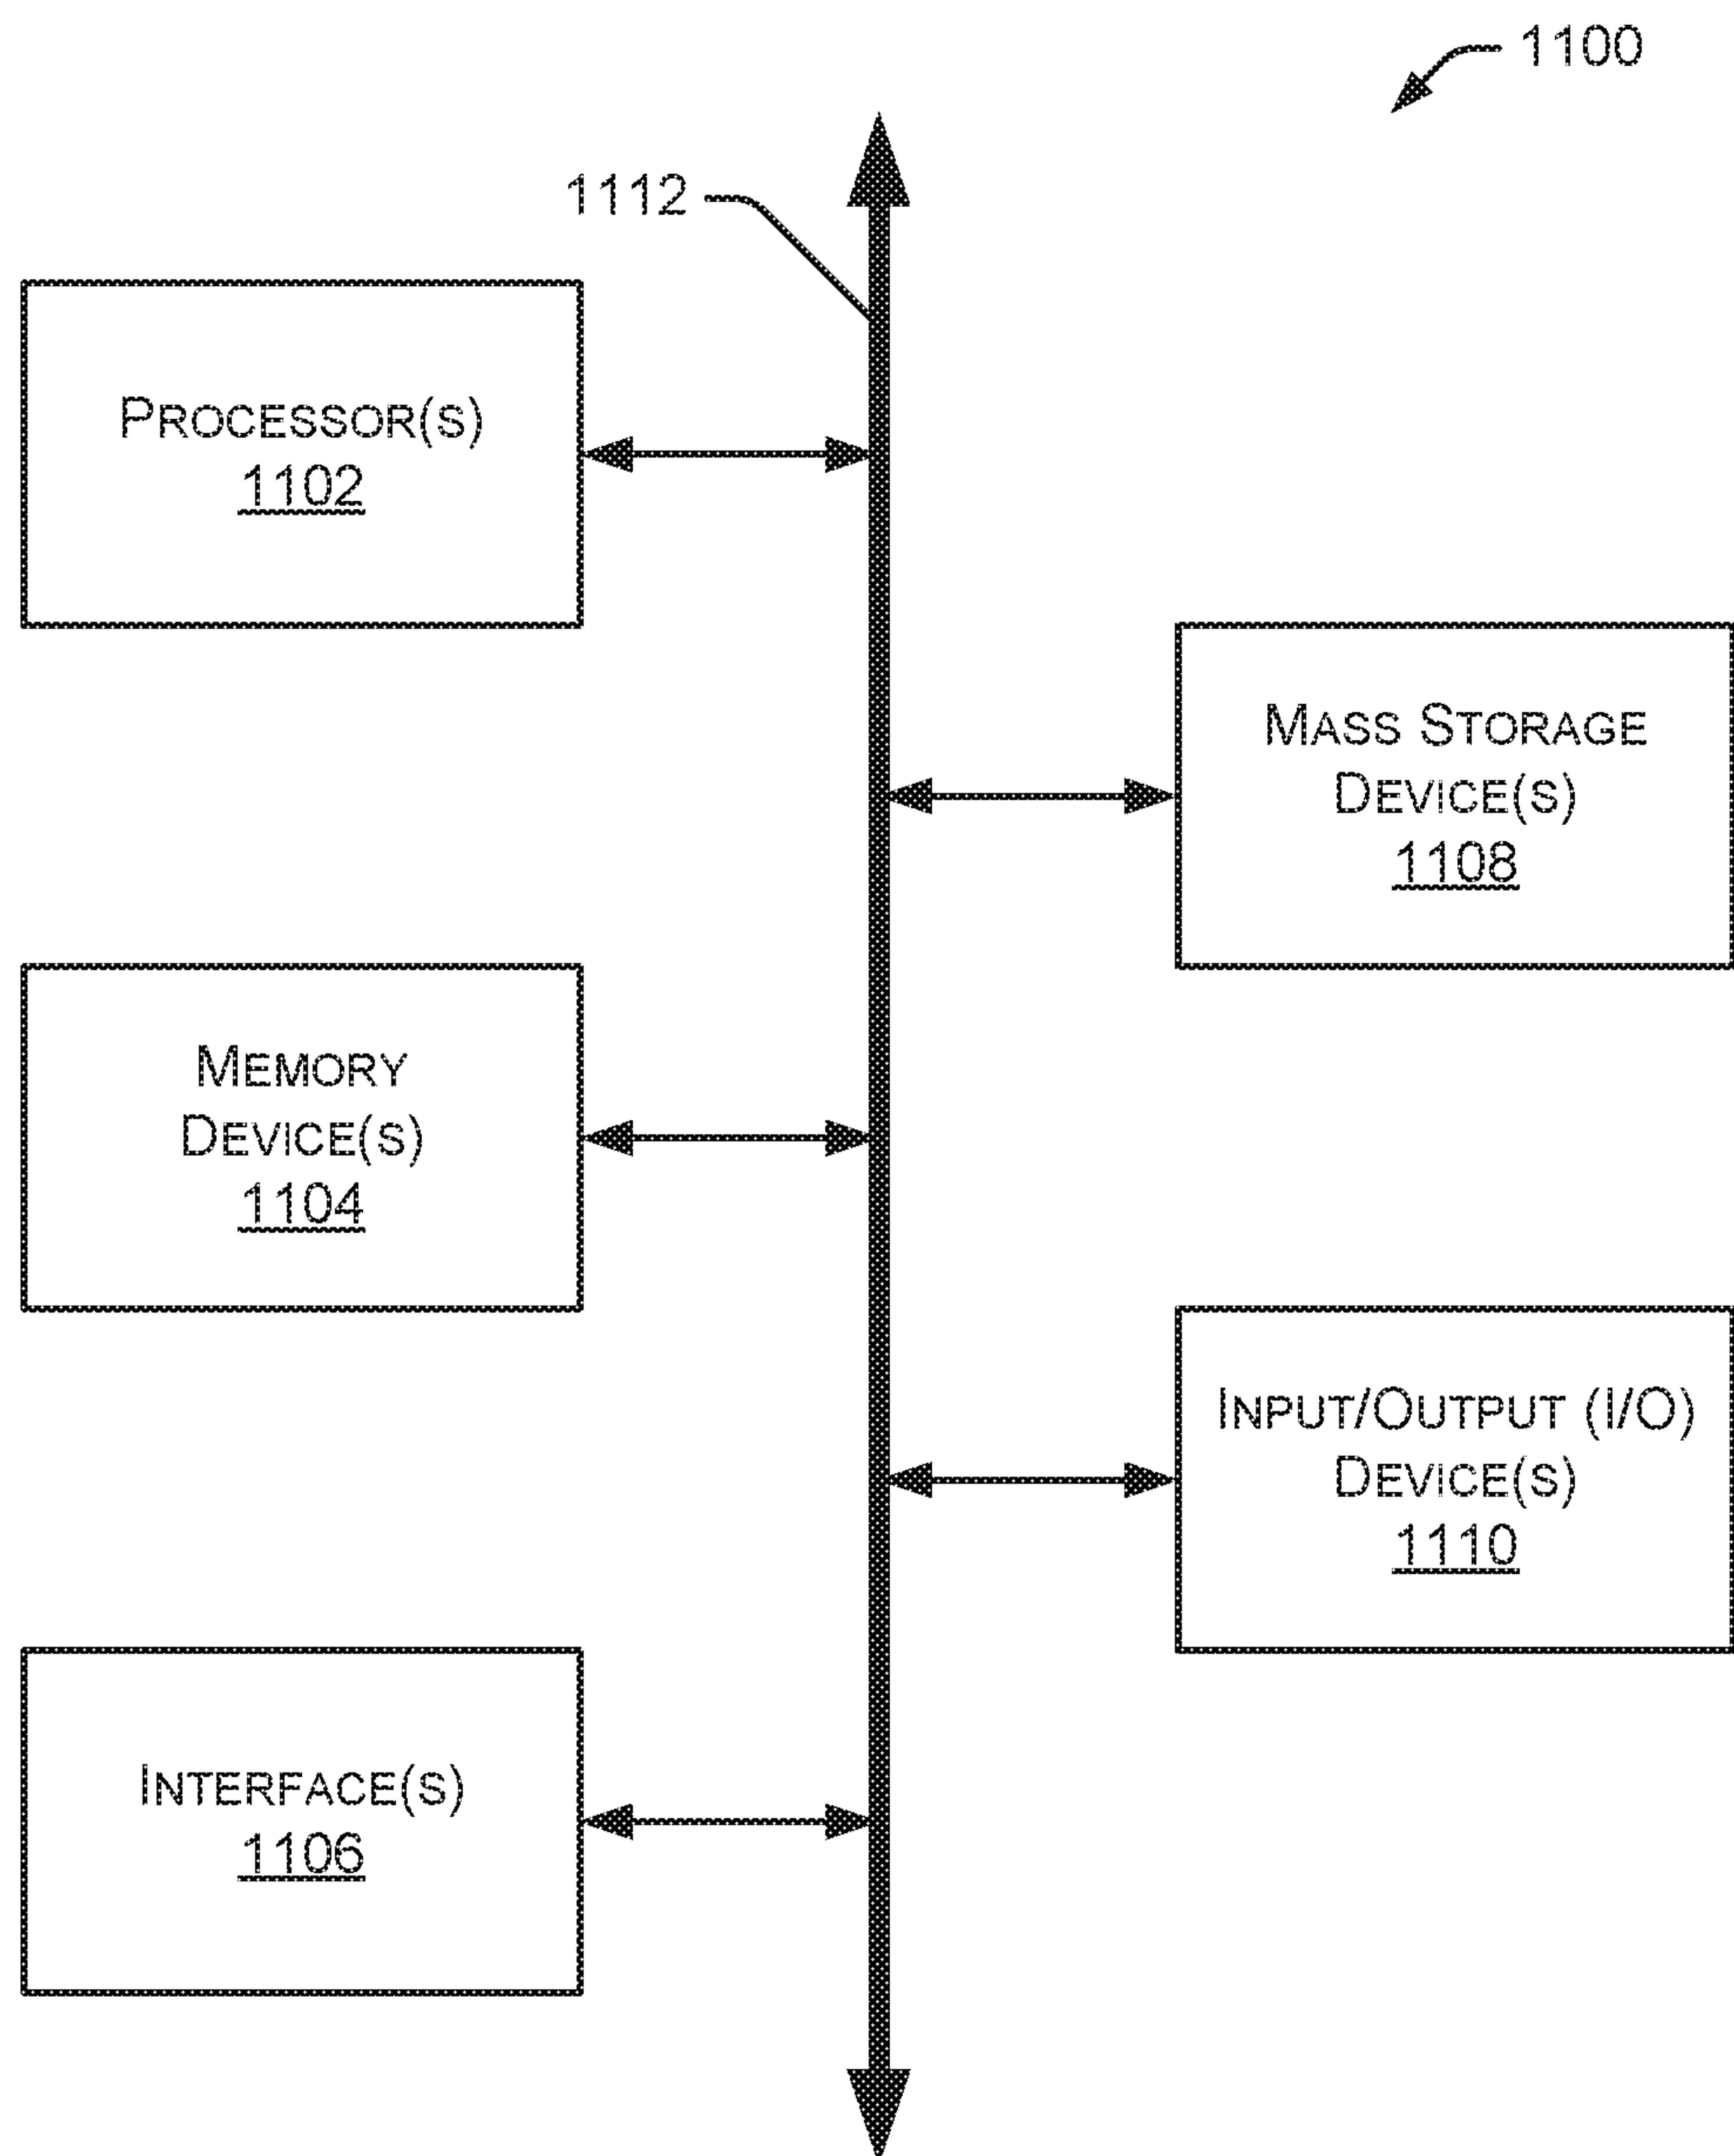 1100
1112
PROCESSOR(S)
1102
MASS STORAGE
DEVICE(S)
1108
MEMORY
DEVICE(S)
1104
INPUT/OUTPUT (I/O)
DEVICE(S)
1110
INTERFACE(S)
1106